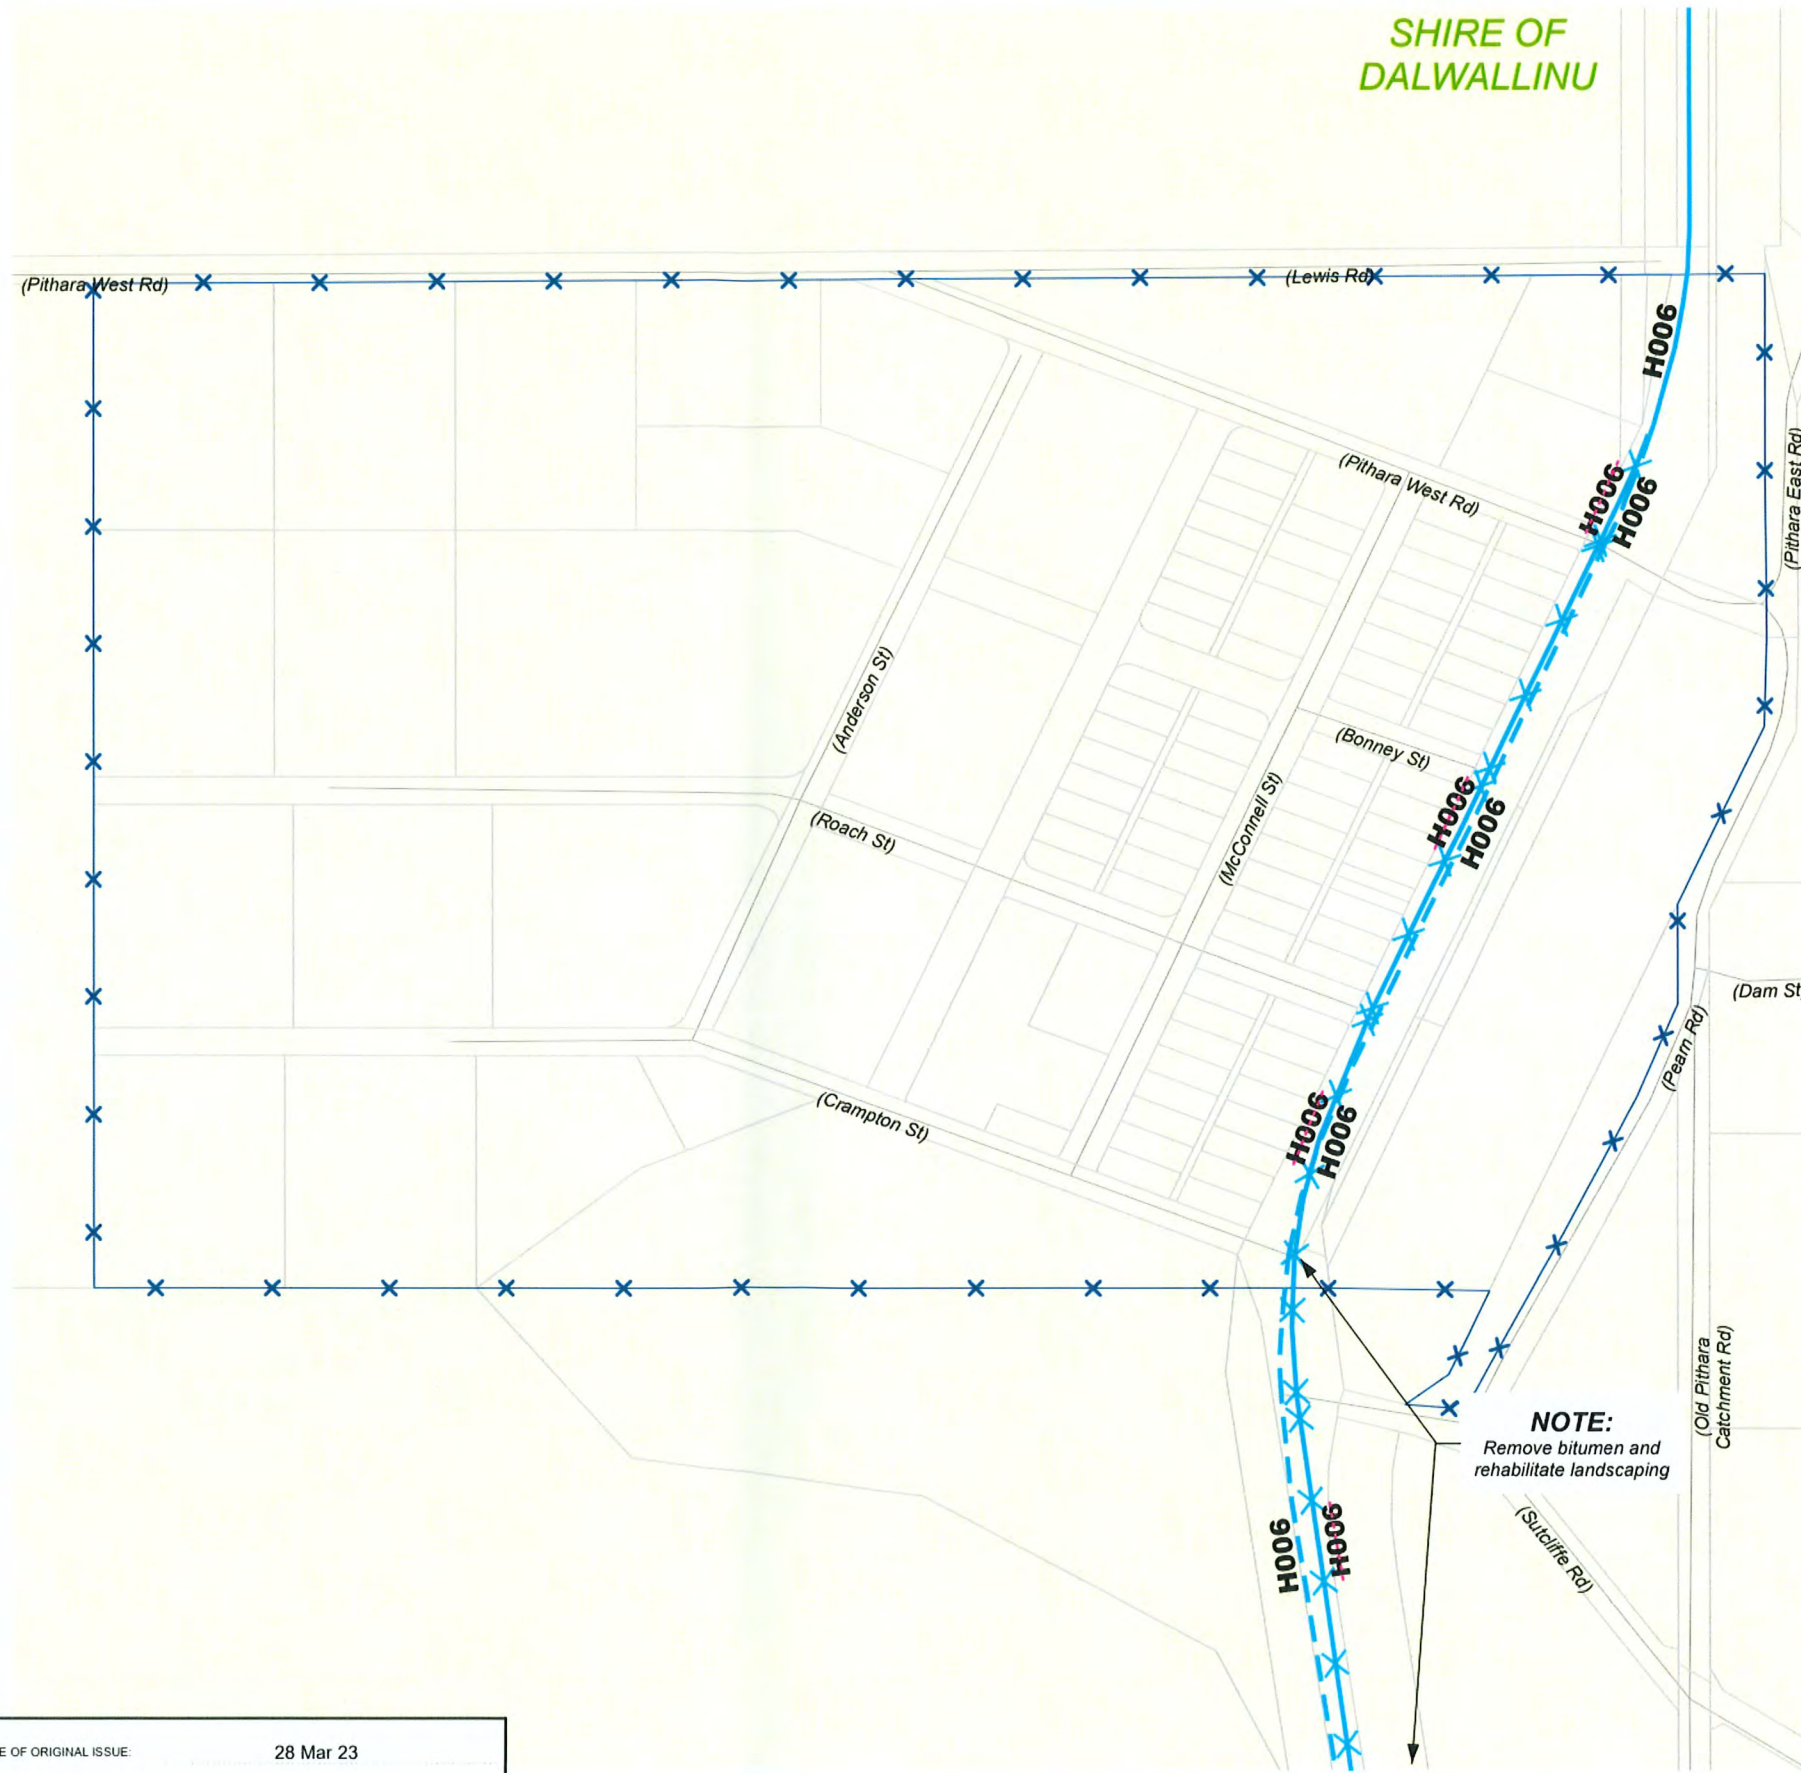 SHIRE OF
DALWALLINU
(Pithara West Rd)
(Lewis Rd)
H006
(Pithara East Rd)
(Pithara West Rd)
H006
H006
(Anderson St)
(Bonney St)
(McConnell St)
H006
H006
(Roach St)
(Dam St
(Pearn Rd)
(Crampton St)
H006
H006
(Old Pithara
Catchment Rd)
NOTE:
Remove bitumen and
rehabilitate landscaping
H006
H006
(Sutcliffe Rd)
E OF ORIGINAL ISSUE:
28 Mar 23